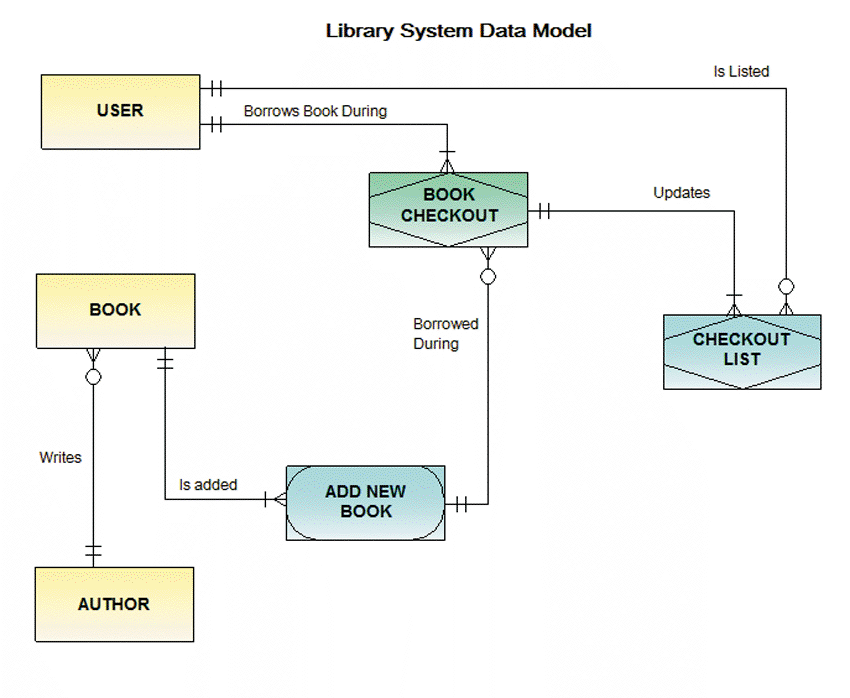 Library System Data Model
Is Listed
USER
Borrows Book During
BOOK
CHECKOUT
Updates
BOOK
Borrowed
During
CHECKOUT
LIST
Writes
Is added
ADD NEW
BOOK
AUTHOR